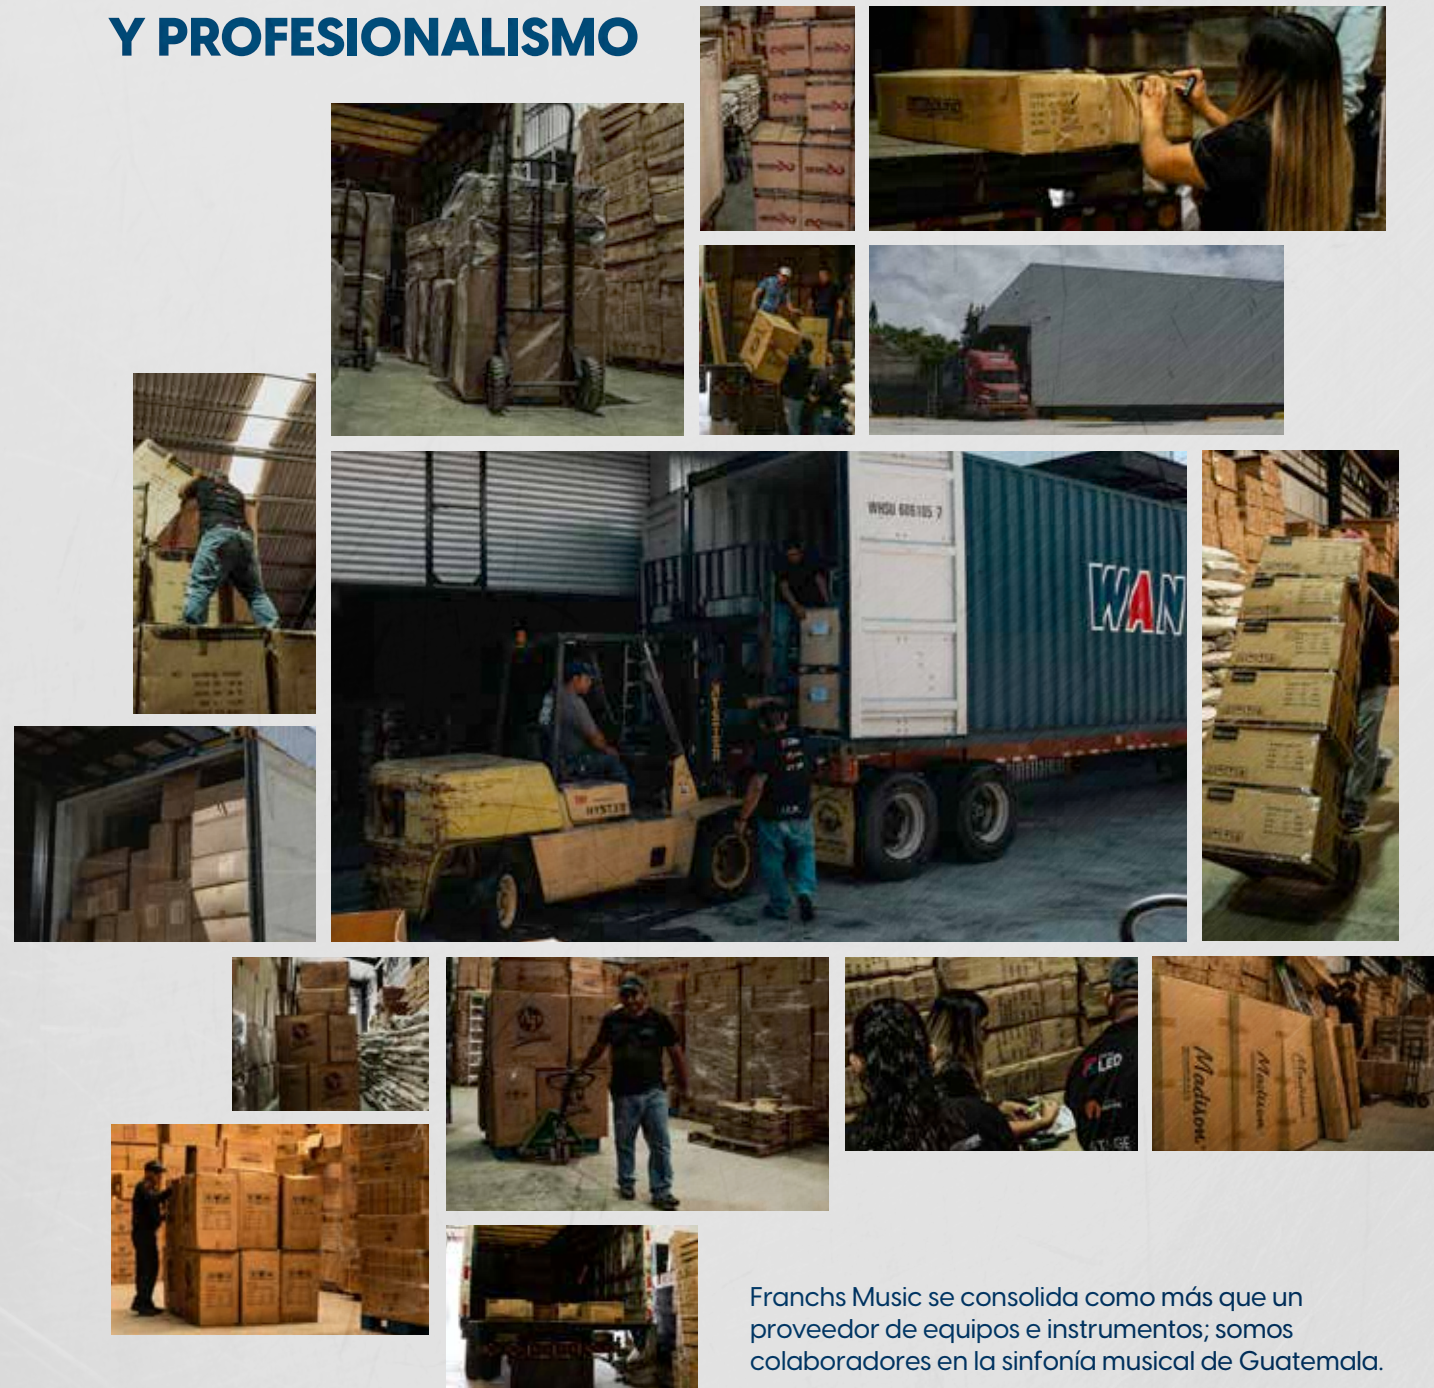 Y PROFESIONALISMO
WHSU 606105 7
WAN
HYSTER
LED
Madison
Madison
Madison
Franchs Music se consolida como más que un
proveedor de equipos e instrumentos; somos
colaboradores en la sinfonía musical de Guatemala.